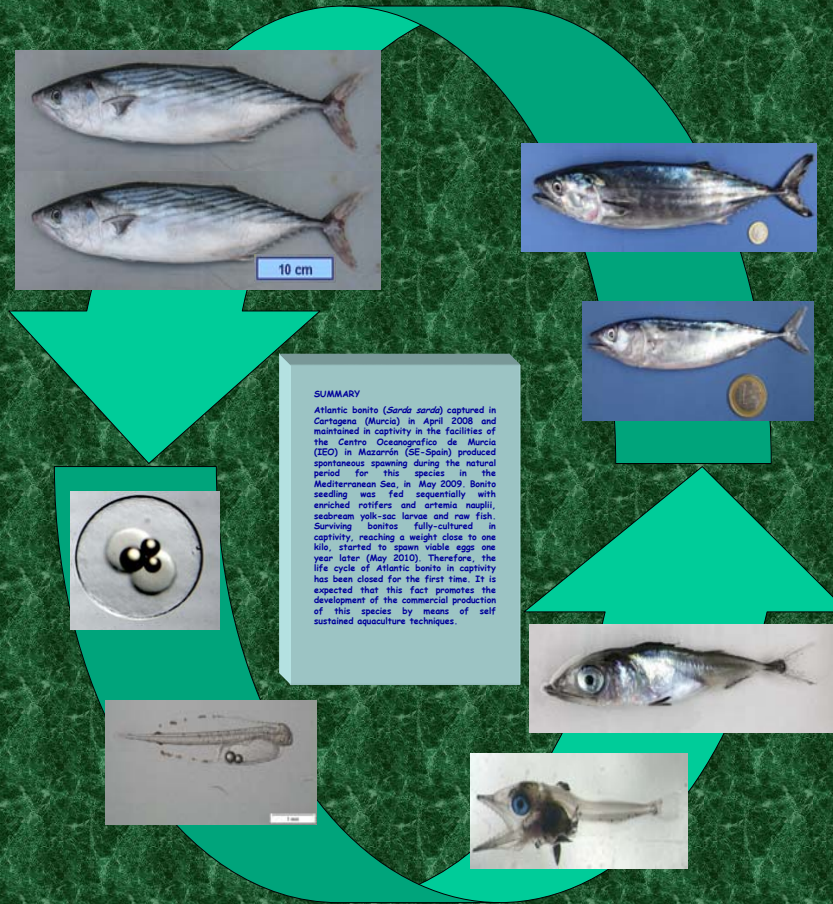 10 cm
SUMMARY
Atlantic bonito (Sarda sarda) captured in
Cartagena (Murcia) in April 2008 and
maintained in captivity in the facilities of
the Centro Oceanografico de Murcia
(IEO) in Mazarrón (SE-Spain) produced
spontaneous spawning during the natural
period for this species in the
Mediterranean Sea, in May 2009. Bonito
seedling was fed sequentially with
enriched rotifers and artemia nauplii,
seabream yolk-sac larvae and raw fish.
Surviving bonitos fully-cultured in
captivity, reaching a weight close to one
kilo, started to spawn viable eggs one
year later (May 2010). Therefore, the
life cycle of Atlantic bonito in captivity
has been closed for the first time. It is
expected that this fact promotes the
development of the commercial production
of this species by means of self
sustained aquaculture techniques.
1 mm